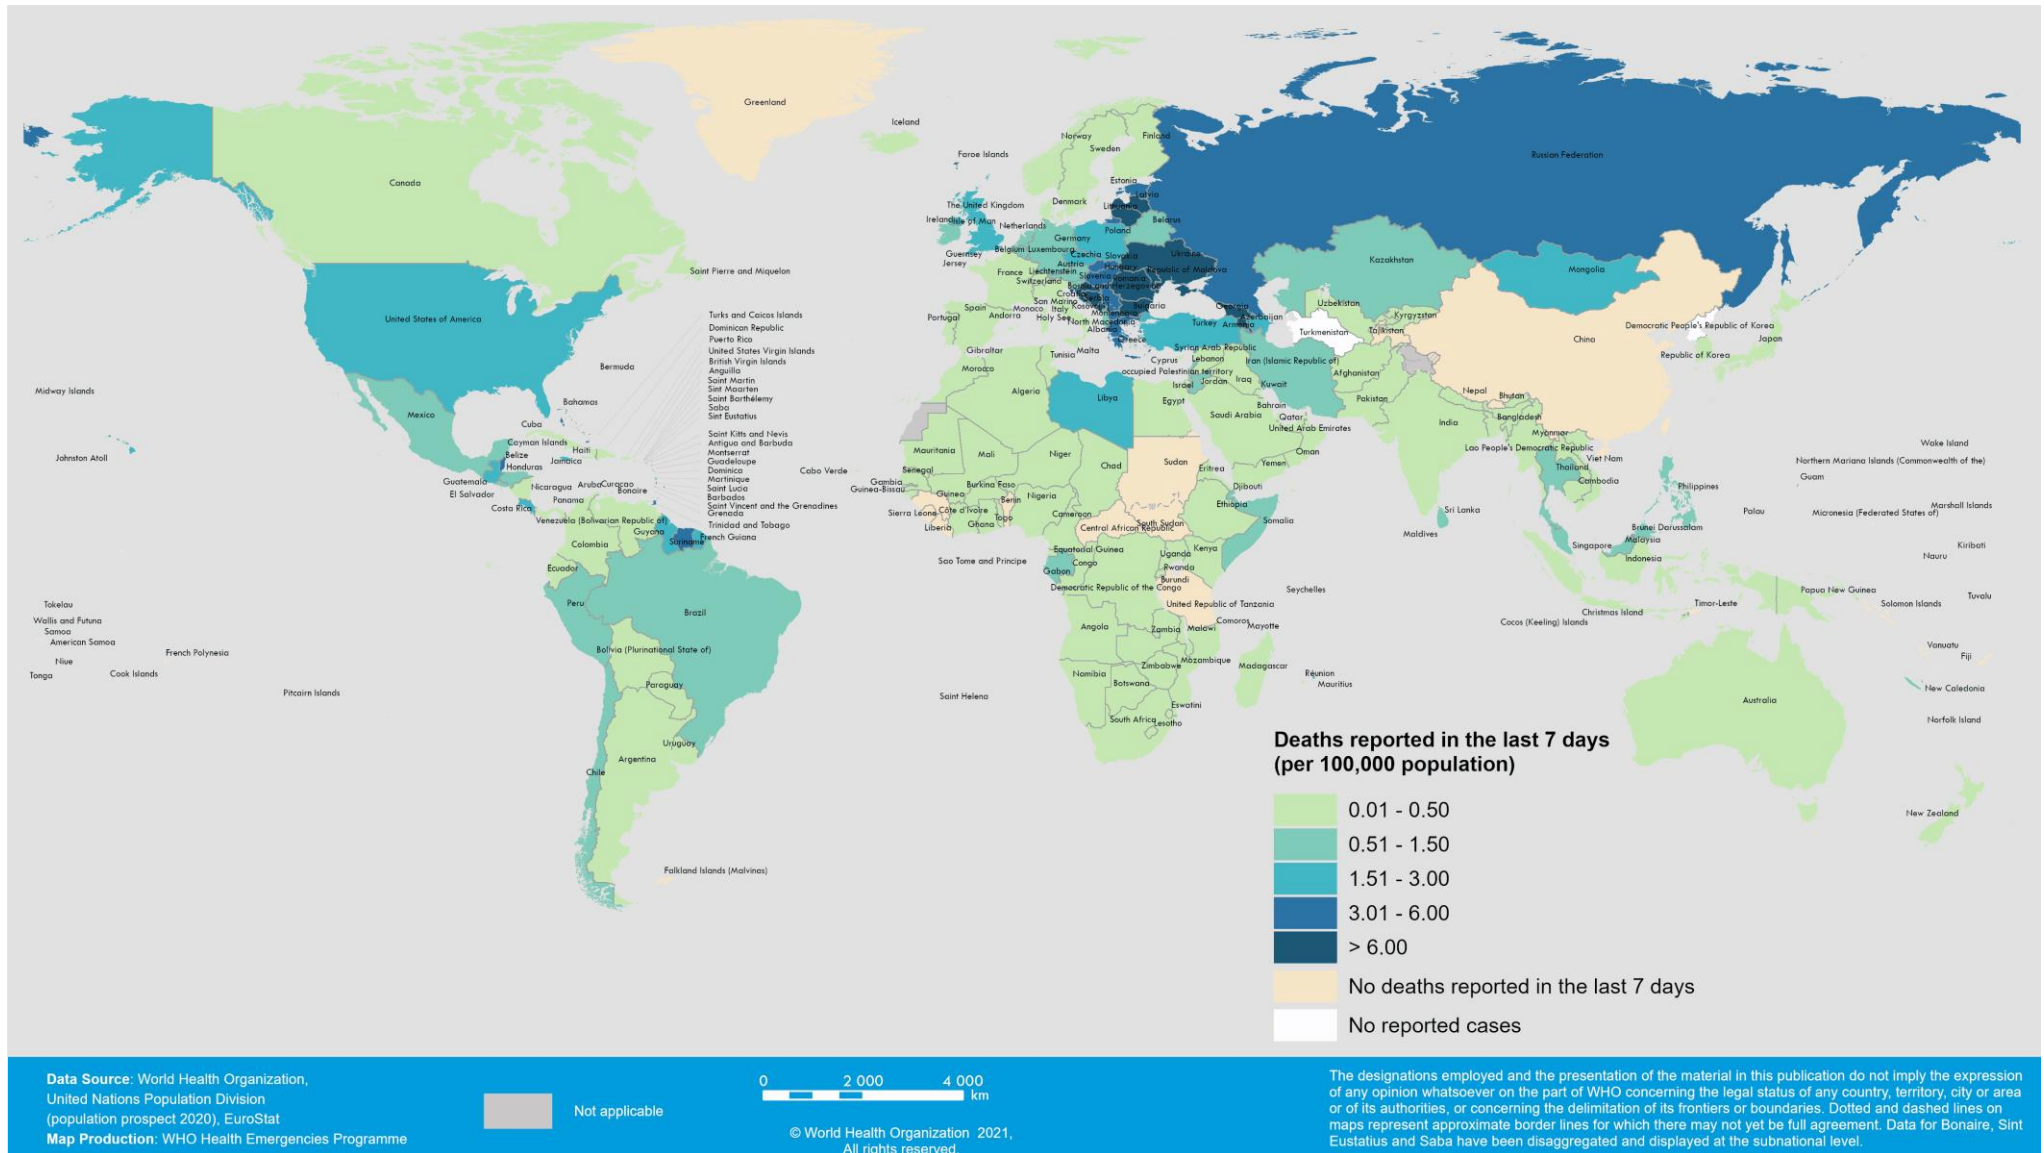 Greenland
Iceland
Norway
Finland
Sweden
Russian Federation
Faroe Islands
Canada
Estonia
Latvia
Denmark
Lithuania
The United Kingdom
Ireland
Isle of Man
Netherlands
Belarus
Poland
Germany
Belgium
Luxembourg
Guernsey
Jersey
Czechia
Slovakia
Ukraine
Austria
Hungary
Republic of Moldova
Kazakhstan
Mongolia
Saint Pierre and Miquelon
France
Liechtenstein
Switzerland
Slovenia
Romania
Bosnia and Herzegovina
Croatia
Serbia
San Marino
Monaco
Italy
Kosovo
Bulgaria
Georgia
Uzbekistan
Spain
Andorra
Holy See
Montenegro
North Macedonia
Albania
Portugal
Azerbaijan
Armenia
Turkey
Kyrgyzstan
Turkmenistan
Tajikistan
Democratic People's Republic of Korea
Japan
China
Republic of Korea
United States of America
Turks and Caicos Islands
Dominican Republic
Puerto Rico
United States Virgin Islands
British Virgin Islands
Anguilla
Saint Martin
Sint Maarten
Saint Barthélemy
Saba
Sint Eustatius
Saint Kitts and Nevis
Antigua and Barbuda
Montserrat
Guadeloupe
Dominica
Martinique
Saint Lucia
Barbados
Saint Vincent and the Grenadines
Grenada
Trinidad and Tobago
Bermuda
Gibraltar
Tunisia
Malta
Greece
Cyprus
Syrian Arab Republic
Lebanon
Iran (Islamic Republic of)
occupied Palestinian territory
Israel
Jordan
Iraq
Kuwait
Afghanistan
Morocco
Algeria
Libya
Egypt
Bahrain
Qatar
Saudi Arabia
United Arab Emirates
Pakistan
Nepal
Bhutan
Bangladesh
India
Myanmar
Lao People's Democratic Republic
Viet Nam
Thailand
Cambodia
Midway Islands
Johnston Atoll
Mexico
Bahamas
Cuba
Cayman Islands
Haiti
Belize
Jamaica
Honduras
Guatemala
El Salvador
Nicaragua
Aruba
Curaçao
Bonaire
Panama
Costa Rica
Venezuela (Bolivarian Republic of)
Guyana
Suriname
French Guiana
Colombia
Ecuador
Peru
Brazil
Cabo Verde
Mauritania
Mali
Niger
Chad
Sudan
Eritrea
Yemen
Oman
Senegal
Gambia
Guinea-Bissau
Guinea
Burkina Faso
Benin
Nigeria
Djibouti
Sierra Leone
Côte d'Ivoire
Liberia
Ghana
Togo
Cameroon
Central African Republic
South Sudan
Ethiopia
Somalia
Sri Lanka
Maldives
Philippines
Palau
Brunei Darussalam
Malaysia
Singapore
Indonesia
Wake Island
Northern Mariana Islands (Commonwealth of the)
Guam
Marshall Islands
Micronesia (Federated States of)
Kiribati
Nauru
Sao Tome and Principe
Equatorial Guinea
Gabon
Congo
Uganda
Kenya
Rwanda
Burundi
Democratic Republic of the Congo
United Republic of Tanzania
Seychelles
Comoros
Mayotte
Angola
Zambia
Malawi
Mozambique
Zimbabwe
Madagascar
Namibia
Botswana
Réunion
Mauritius
Eswatini
South Africa
Lesotho
Saint Helena
Papua New Guinea
Solomon Islands
Timor-Leste
Christmas Island
Cocos (Keeling) Islands
Tuvalu
Vanuatu
Fiji
New Caledonia
Norfolk Island
Australia
New Zealand
Tokelau
Wallis and Futuna
Samoa
American Samoa
Niue
Tonga
Cook Islands
French Polynesia
Pitcairn Islands
Bolivia (Plurinational State of)
Paraguay
Uruguay
Argentina
Chile
Falkland Islands (Malvinas)
Deaths reported in the last 7 days
(per 100,000 population)
0.01 - 0.50
0.51 - 1.50
1.51 - 3.00
3.01 - 6.00
> 6.00
No deaths reported in the last 7 days
No reported cases
Data Source: World Health Organization,
United Nations Population Division
(population prospect 2020), EuroStat
Map Production: WHO Health Emergencies Programme
Not applicable
0 2 000 4 000
km
© World Health Organization 2021,
All rights reserved.
The designations employed and the presentation of the material in this publication do not imply the expression
of any opinion whatsoever on the part of WHO concerning the legal status of any country, territory, city or area
or of its authorities, or concerning the delimitation of its frontiers or boundaries. Dotted and dashed lines on
maps represent approximate border lines for which there may not yet be full agreement. Data for Bonaire, Sint
Eustatius and Saba have been disaggregated and displayed at the subnational level.